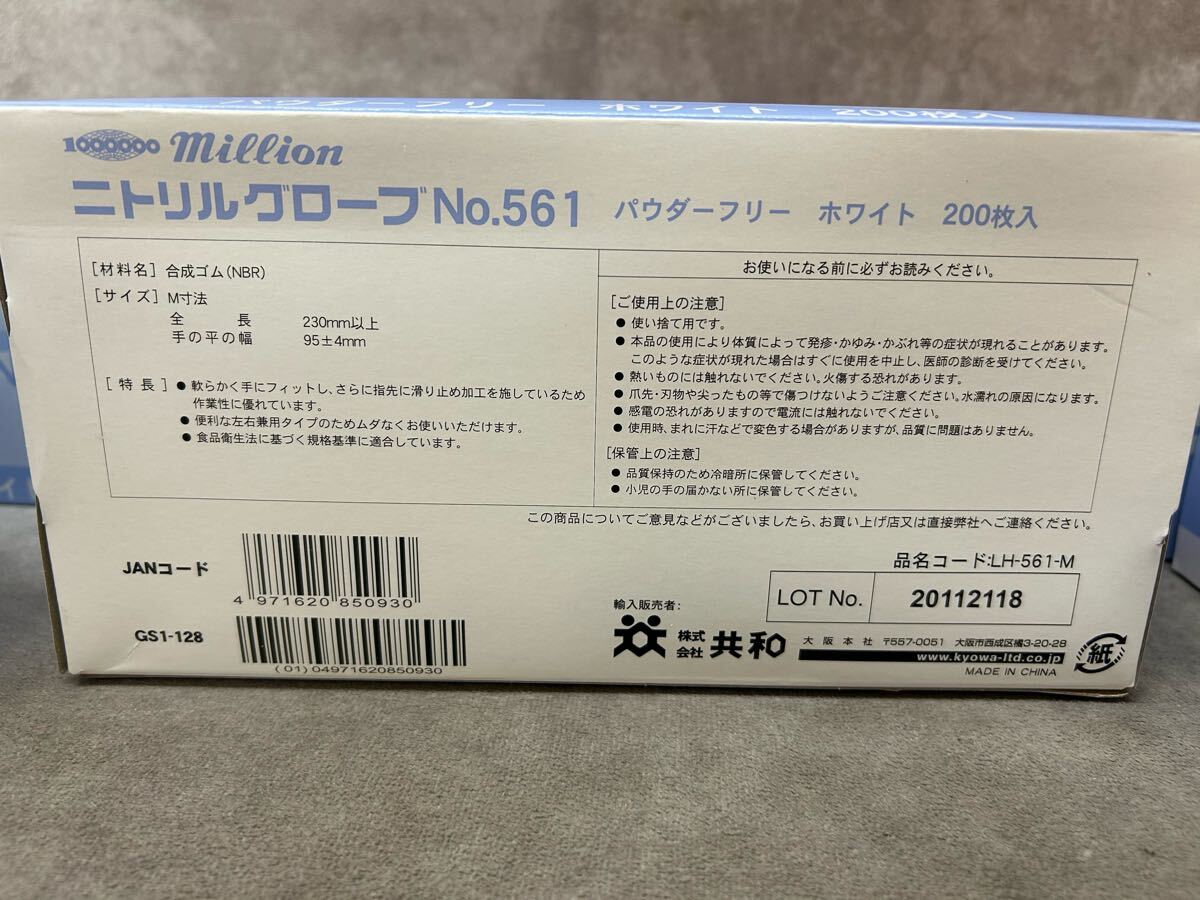 パウダーフリー ホワイト 200枚入
1000000 million
ニトリルグローブNo.561 パウダーフリー ホワイト 200枚入
[材料名] 合成ゴム(NBR)
[サイズ] M寸法
全長 230mm以上
手の平の幅 95±4mm
[特長] ● 軟らかく手にフィットし、さらに指先に滑り止め加工を施しているため
作業性に優れています。
● 便利な左右兼用タイプのためムダなくお使いいただけます。
● 食品衛生法に基づく規格基準に適合しています。
お使いになる前に必ずお読みください。
[ご使用上の注意]
● 使い捨て用です。
● 本品の使用により体質によって発疹・かゆみ・かぶれ等の症状が現れることがあります。
このような症状が現れた場合はすぐに使用を中止し、医師の診断を受けてください。
● 熱いものには触れないでください。火傷する恐れがあります。
● 爪先・刃物や尖ったもの等で傷つけないようご注意ください。水濡れの原因になります。
● 感電の恐れがありますので電流には触れないでください。
● 使用時、まれに汗などで変色する場合がありますが、品質に問題はありません。
[保管上の注意]
● 品質保持のため冷暗所に保管してください。
● 小児の手の届かない所に保管してください。
この商品についてご意見などがございましたら、お買い上げ店又は直接弊社へご連絡ください。
JANコード
4 971620 850930
GS1-128
(01)04971620850930
品名コード:LH-561-M
LOT No. 20112118
輸入販売者:
株式会社 共和
大阪本社 〒557-0051 大阪市西成区橘3-20-28
www.kyowa-ltd.co.jp
MADE IN CHINA
紙